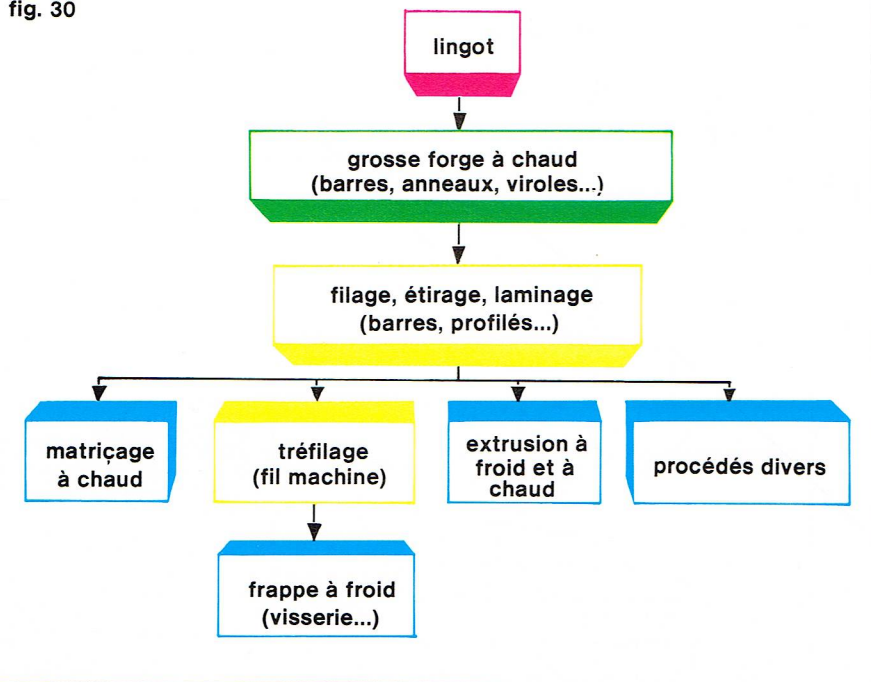 fig. 30
lingot
grosse forge à chaud
(barres, anneaux, viroles...)
filage, étirage, laminage
(barres, profilés...)
matriçage
à chaud
tréfilage
(fil machine)
extrusion à
froid et à
chaud
procédés divers
frappe à froid
(visserie...)